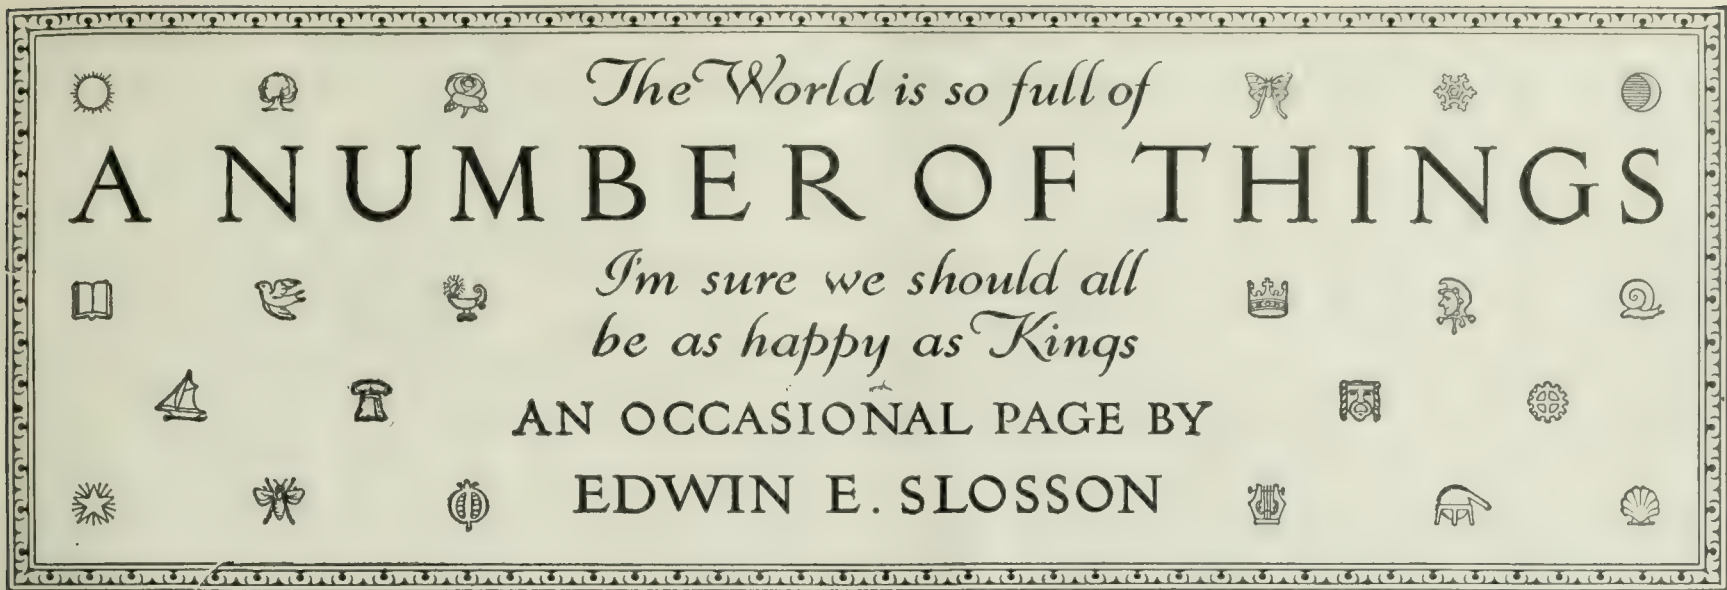 The World is so full of
A NUMBER OF THINGS
I'm sure we should all
be as happy as Kings
AN OCCASIONAL PAGE BY
EDWIN E. SLOSSON